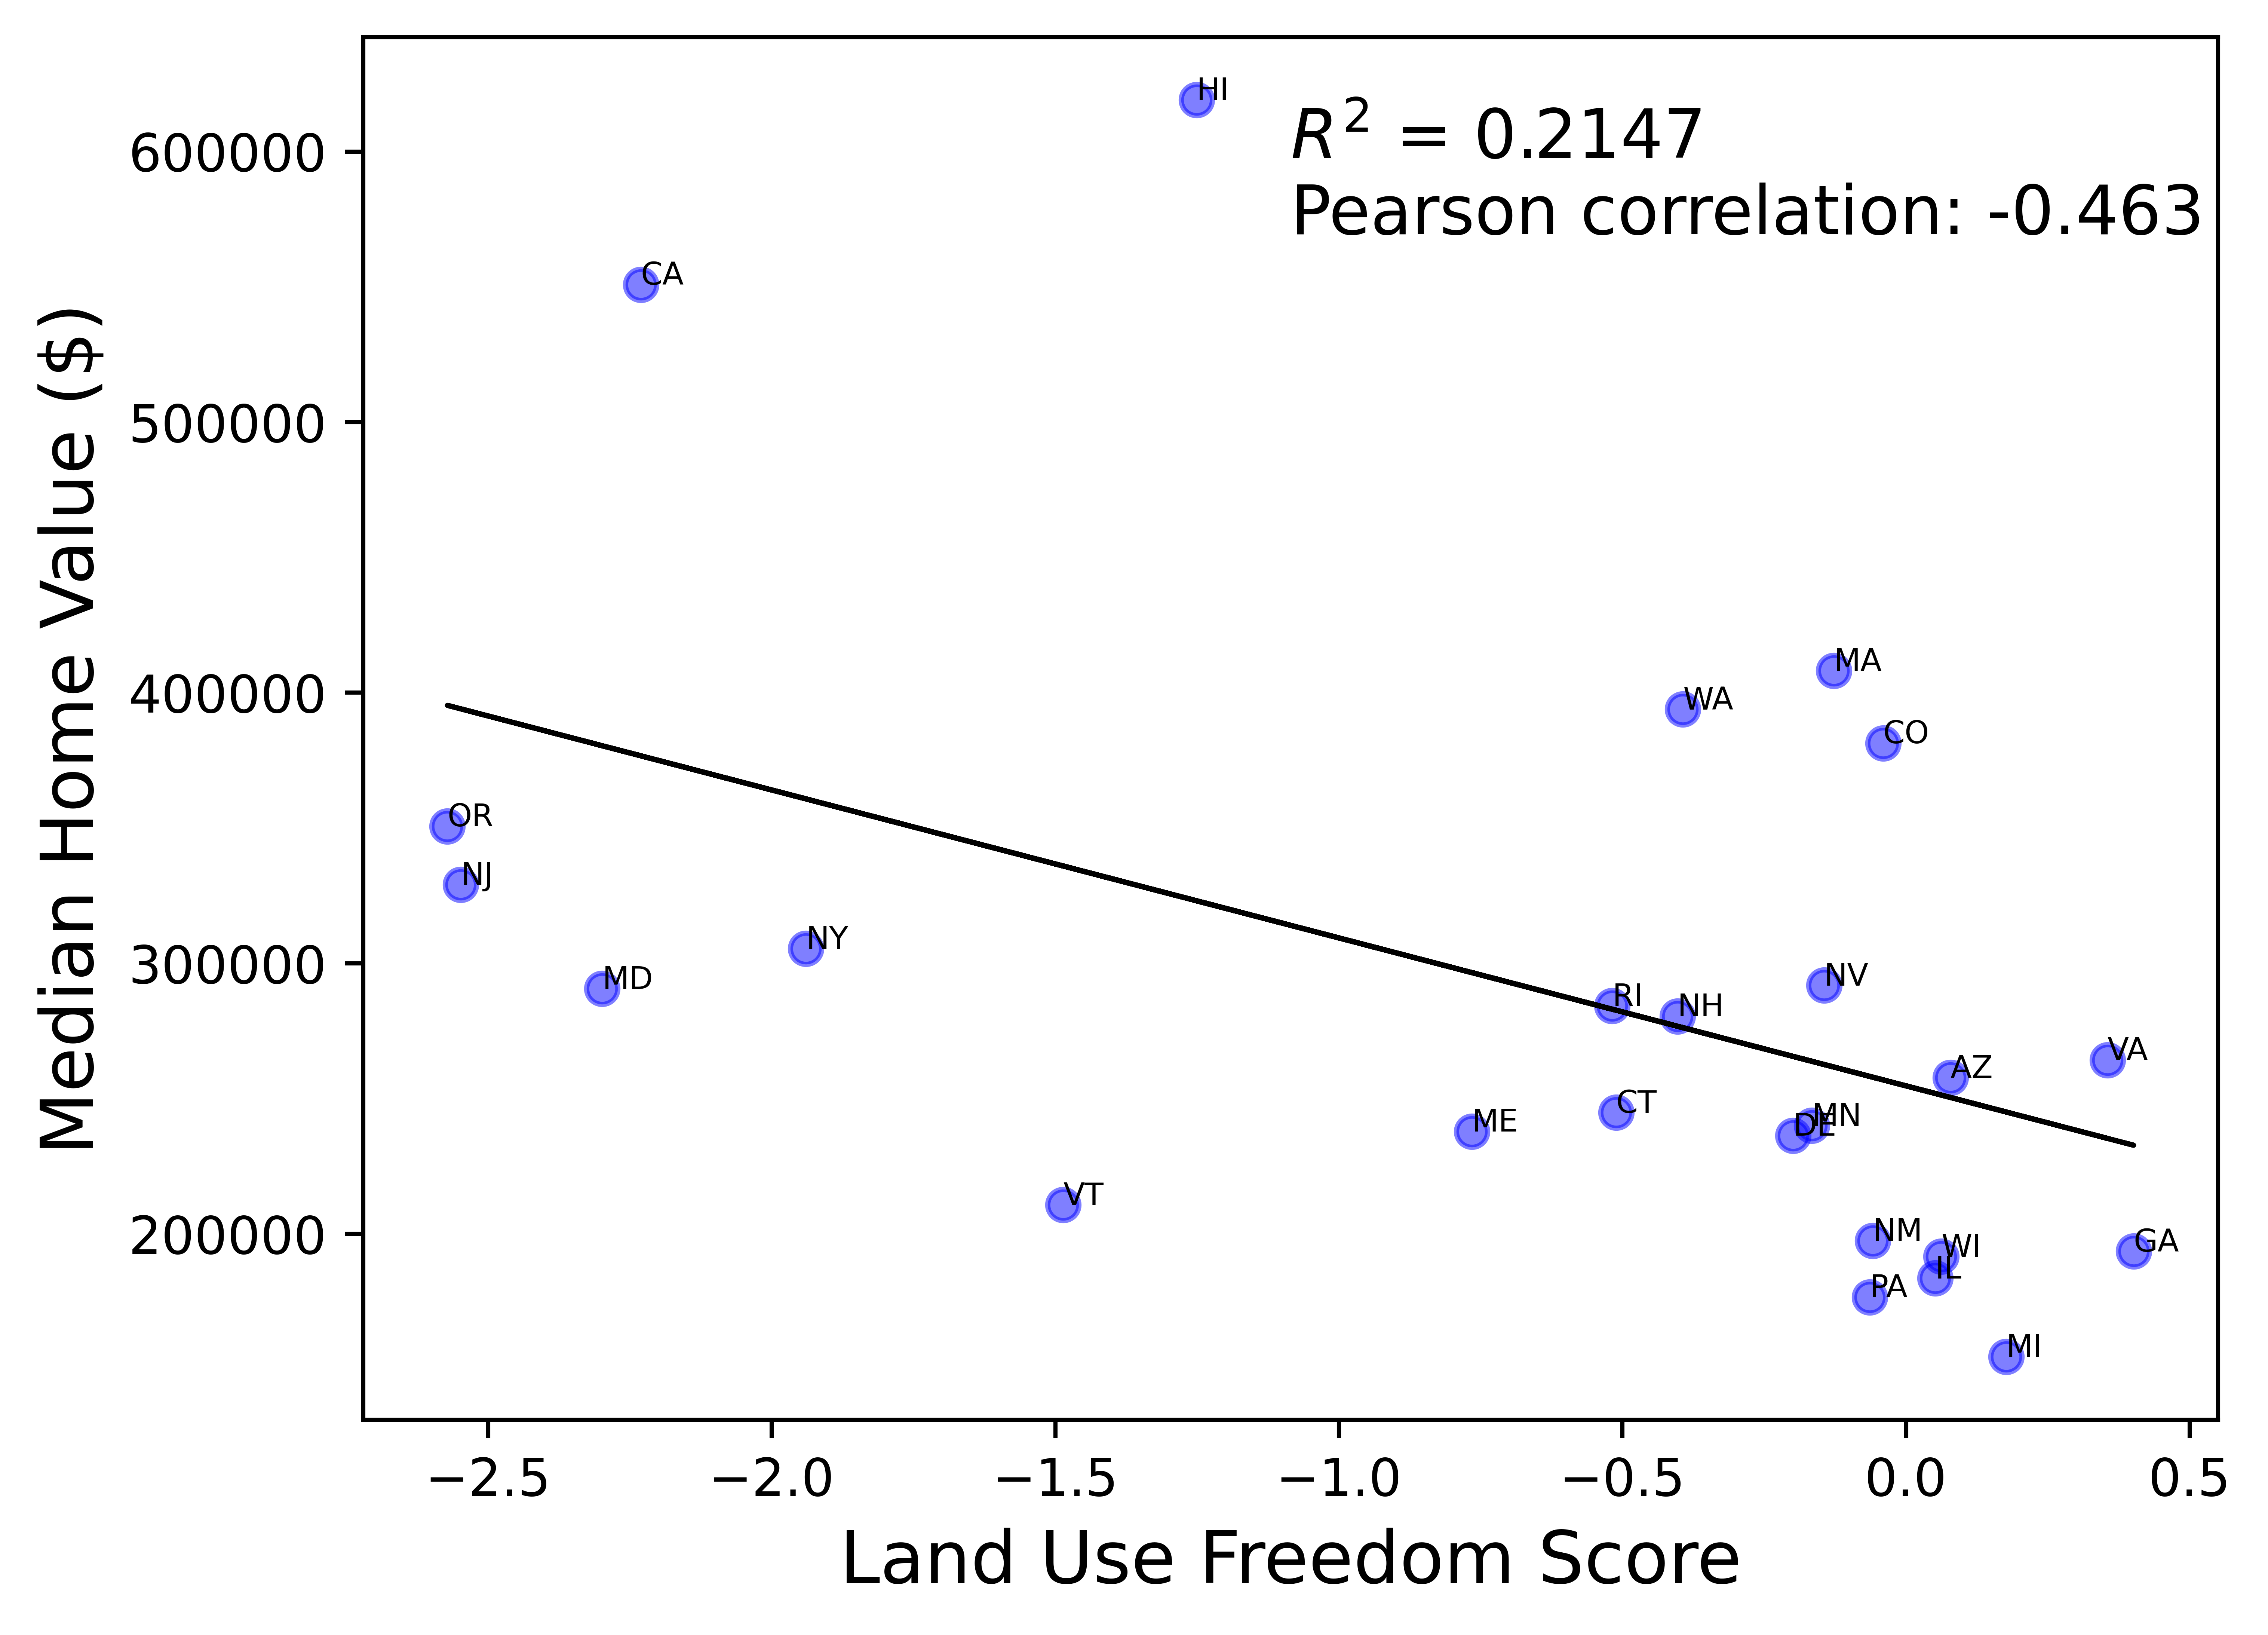 HI
R² = 0.2147
Pearson correlation: -0.463
CA
MA
WA
CO
OR
NJ
NY
MD
NV
RI
NH
VA
AZ
CT
MN
DE
ME
VT
NM
WI
GA
IL
PA
MI
600000
500000
400000
300000
200000
Median Home Value ($)
−2.5 −2.0 −1.5 −1.0 −0.5 0.0 0.5
Land Use Freedom Score